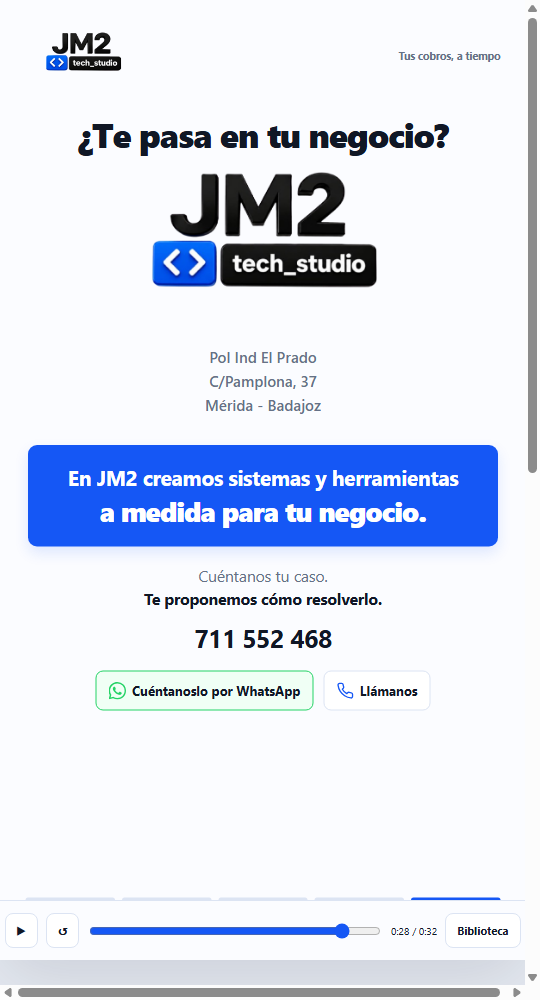 JM2
<> tech_studio
Tus cobros, a tiempo
¿Te pasa en tu negocio?
JM2
<> tech_studio
Pol Ind El Prado
C/Pamplona, 37
Mérida - Badajoz
En JM2 creamos sistemas y herramientas
a medida para tu negocio.
Cuéntanos tu caso.
Te proponemos cómo resolverlo.
711 552 468
Cuéntanoslo por WhatsApp
Llámanos
0:28 / 0:32
Biblioteca